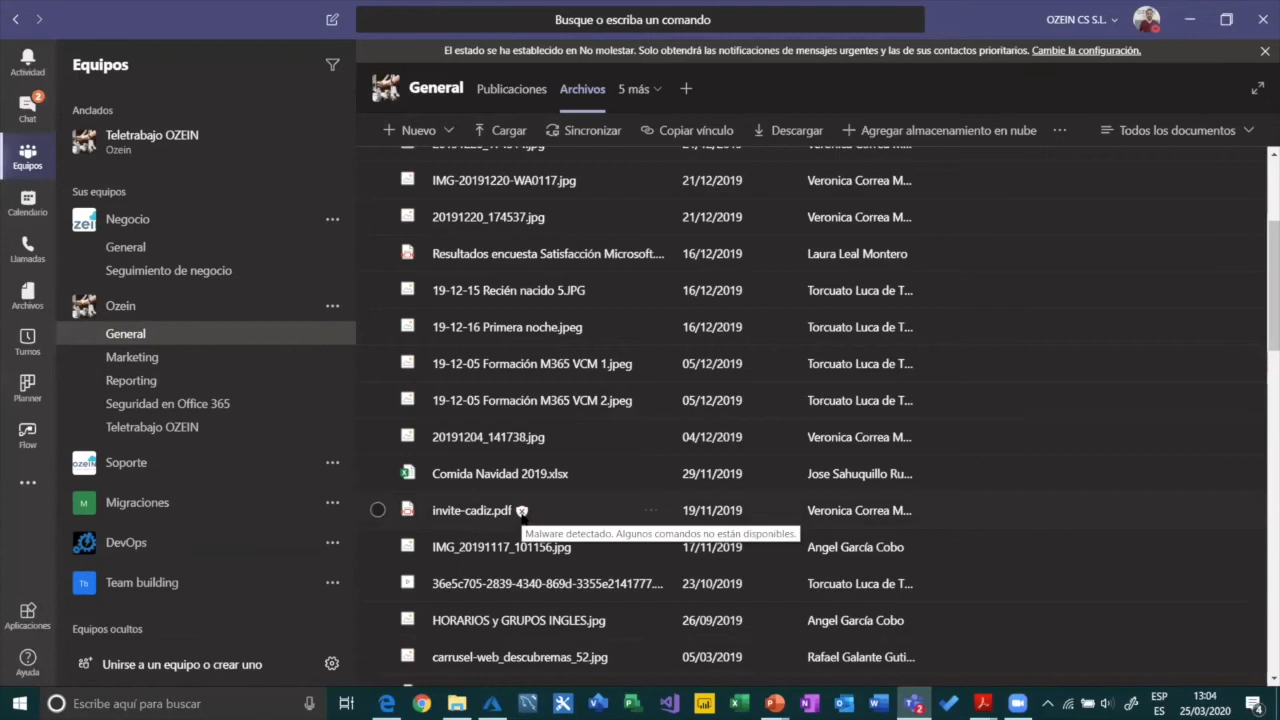 Busque o escriba un comando
OZEIN CS S.L.
El estado se ha establecido en No molestar. Solo obtendrá las notificaciones de mensajes urgentes y las de sus contactos prioritarios. Cambie la configuración.
Actividad
2
Chat
Equipos
Calendario
Llamadas
Archivos
Turnos
Planner
Flow
Aplicaciones
Ayuda
Equipos
Anclados
Teletrabajo OZEIN
Ozein
Sus equipos
zei
Negocio
General
Seguimiento de negocio
Ozein
General
Marketing
Reporting
Seguridad en Office 365
Teletrabajo OZEIN
ozein
Soporte
M
Migraciones
DevOps
Tb
Team building
Equipos ocultos
Unirse a un equipo o crear uno
General Publicaciones Archivos 5 más
Nuevo Cargar Sincronizar Copiar vínculo Descargar Agregar almacenamiento en nube Todos los documentos
IMG-20191220-WA0117.jpg 21/12/2019 Veronica Correa M...
20191220_174537.jpg 21/12/2019 Veronica Correa M...
Resultados encuesta Satisfacción Microsoft.... 16/12/2019 Laura Leal Montero
19-12-15 Recién nacido 5.JPG 16/12/2019 Torcuato Luca de T...
19-12-16 Primera noche.jpeg 16/12/2019 Torcuato Luca de T...
19-12-05 Formación M365 VCM 1.jpeg 05/12/2019 Torcuato Luca de T...
19-12-05 Formación M365 VCM 2.jpeg 05/12/2019 Torcuato Luca de T...
20191204_141738.jpg 04/12/2019 Veronica Correa M...
Comida Navidad 2019.xlsx 29/11/2019 Jose Sahuquillo Ru...
invite-cadiz.pdf 19/11/2019 Veronica Correa M...
Malware detectado. Algunos comandos no están disponibles.
IMG_20191117_101156.jpg 17/11/2019 Angel García Cobo
36e5c705-2839-4340-869d-3355e2141777.... 23/10/2019 Torcuato Luca de T...
HORARIOS y GRUPOS INGLES.jpg 26/09/2019 Angel García Cobo
carrusel-web_descubremas_52.jpg 05/03/2019 Rafael Galante Guti...
Escribe aquí para buscar
2
ESP
ES
13:04
25/03/2020
4